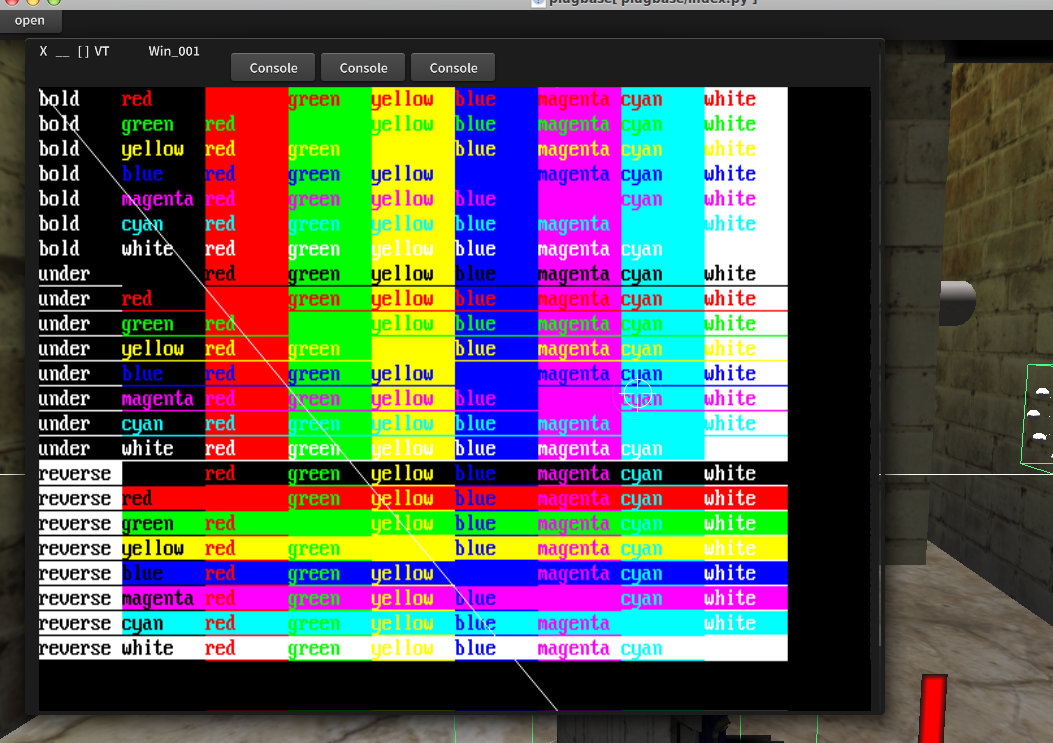 plugbase[ plugbase/index.py ]
open
X __ [ ] VT Win_001
Console Console Console
bold red green yellow blue magenta cyan white
bold green red yellow blue magenta cyan white
bold yellow red green blue magenta cyan white
bold blue red green yellow magenta cyan white
bold magenta red green yellow blue cyan white
bold cyan red green yellow blue magenta white
bold white red green yellow blue magenta cyan
under red green yellow blue magenta cyan white
under red green yellow blue magenta cyan white
under green red yellow blue magenta cyan white
under yellow red green blue magenta cyan white
under blue red green yellow magenta cyan white
under magenta red green yellow blue cyan white
under cyan red green yellow blue magenta white
under white red green yellow blue magenta cyan
reverse red green yellow blue magenta cyan white
reverse red green yellow blue magenta cyan white
reverse green red yellow blue magenta cyan white
reverse yellow red green blue magenta cyan white
reverse blue red green yellow magenta cyan white
reverse magenta red green yellow blue cyan white
reverse cyan red green yellow blue magenta white
reverse white red green yellow blue magenta cyan